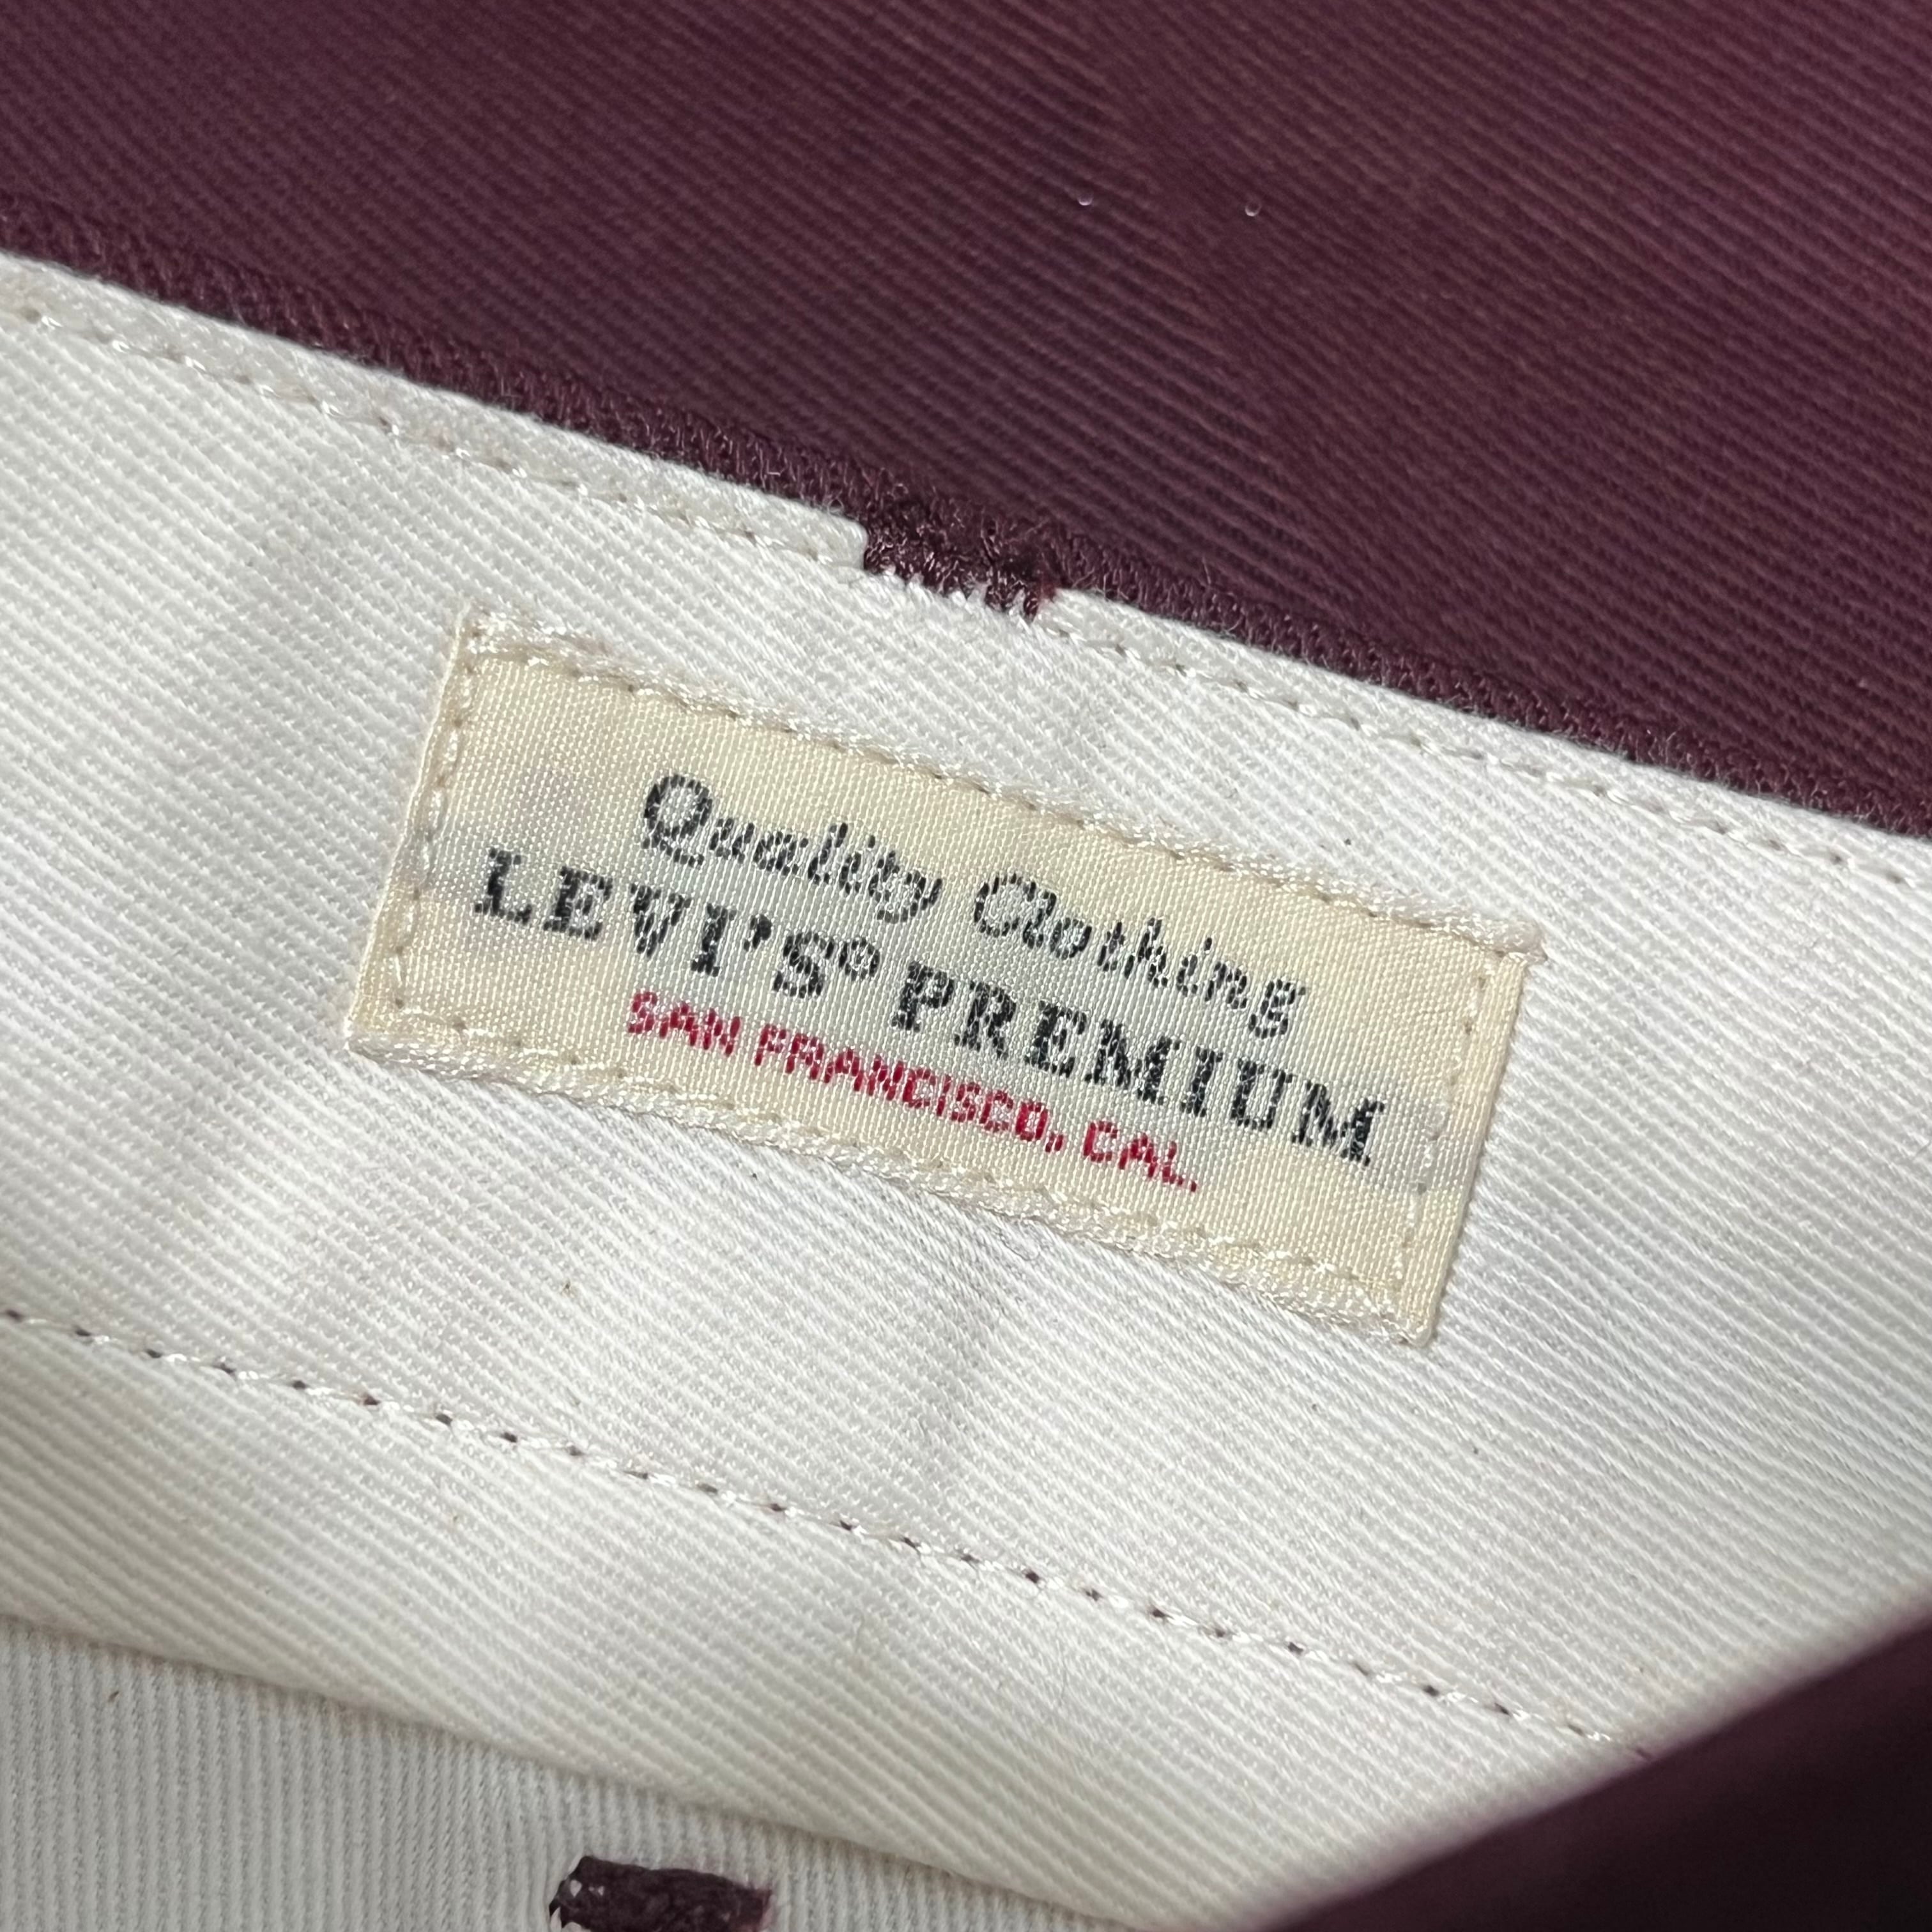 Quality Clothing
LEVI'S® PREMIUM
SAN FRANCISCO, CAL.